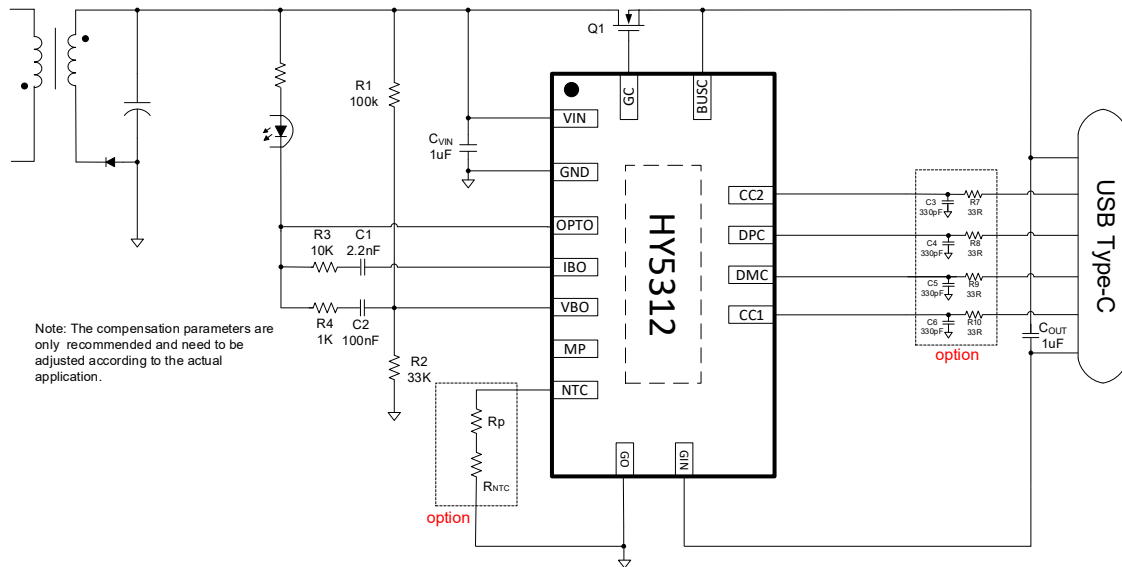 Q1
R1
100k
GC
BUSC
VIN
C_VIN
1uF
GND
OPTO
R3
10K
C1
2.2nF
IBO
R4
1K
C2
100nF
VBO
MP
R2
33K
NTC
HY5312
CC2
DPC
DMC
CC1
GO
GIN
C3
330pF
R7
33R
C4
330pF
R8
33R
C5
330pF
R9
33R
C6
330pF
R10
33R
option
C_OUT
1uF
USB Type-C
Note: The compensation parameters are
only recommended and need to be
adjusted according to the actual
application.
Rp
R_NTC
option